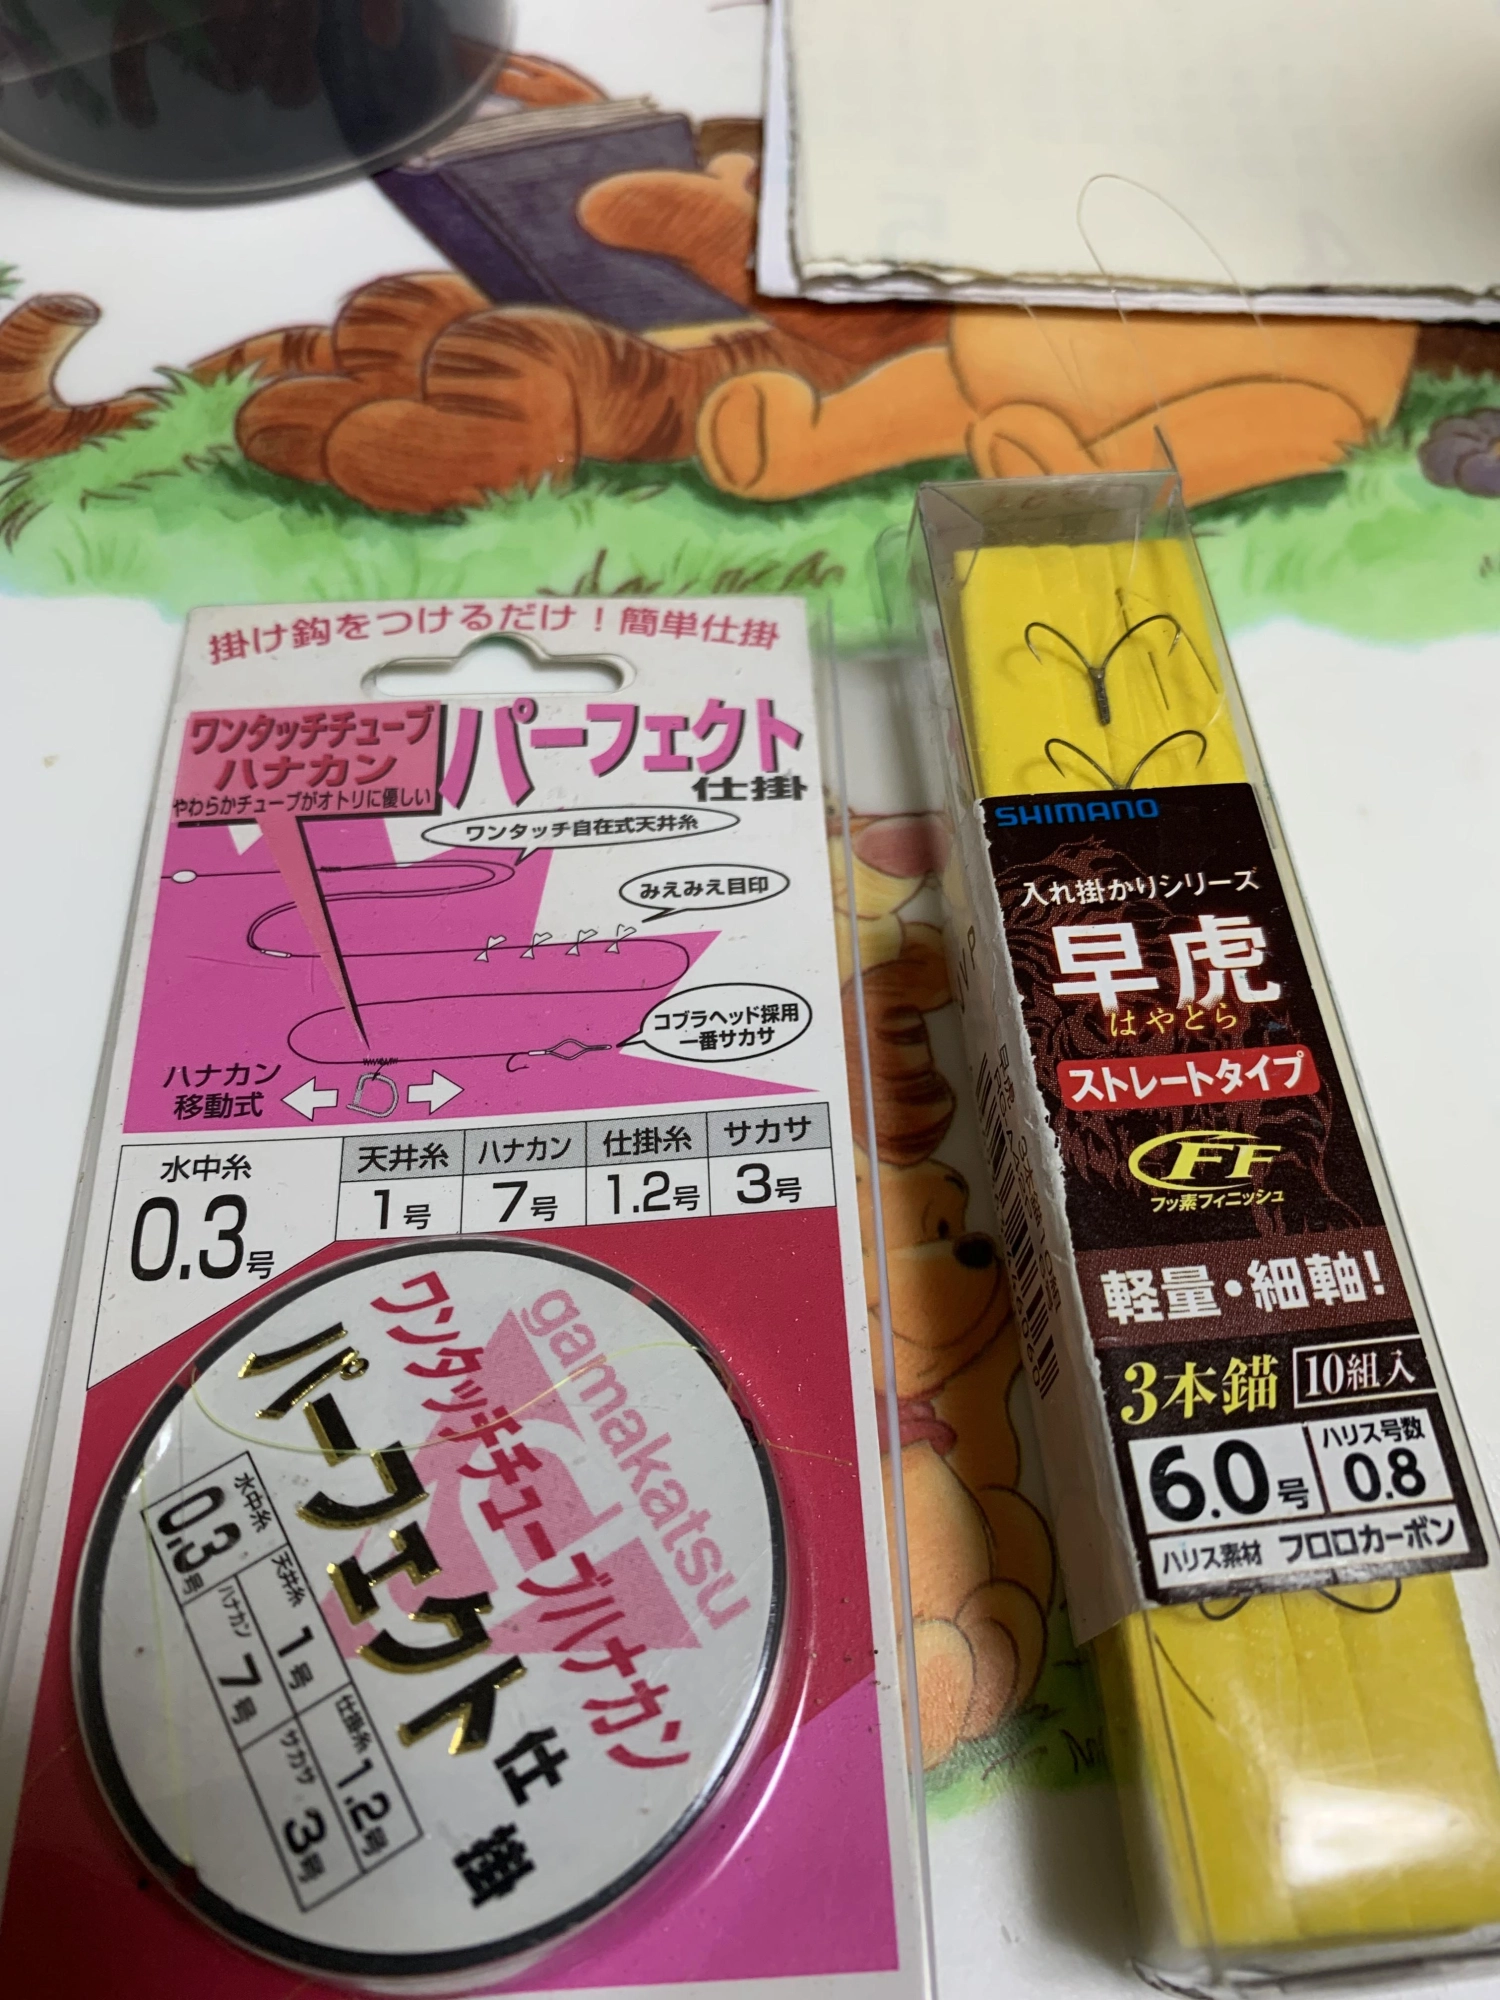 掛け鈎をつけるだけ！簡単仕掛
ワンタッチチューブ
ハナカン
やわらかチューブがオトリに優しい
パーフェクト
仕掛
ワンタッチ自在式天井糸
みえみえ目印
コブラヘッド採用
一番サカサ
ハナカン
移動式
水中糸
0.3号
天井糸 ハナカン 仕掛糸 サカサ
1号 7号 1.2号 3号
gamakatsu
ワンタッチチューブハナカン
パーフェクト仕掛
水中糸 天井糸 仕掛糸
0.3号 1号 1.2号
ハナカン サカサ
7号 3号
SHIMANO
入れ掛かりシリーズ
早虎
はやとら
ストレートタイプ
FF
フッ素フィニッシュ
軽量・細軸!
3本錨 10組入
6.0号
ハリス号数
0.8
ハリス素材 フロロカーボン